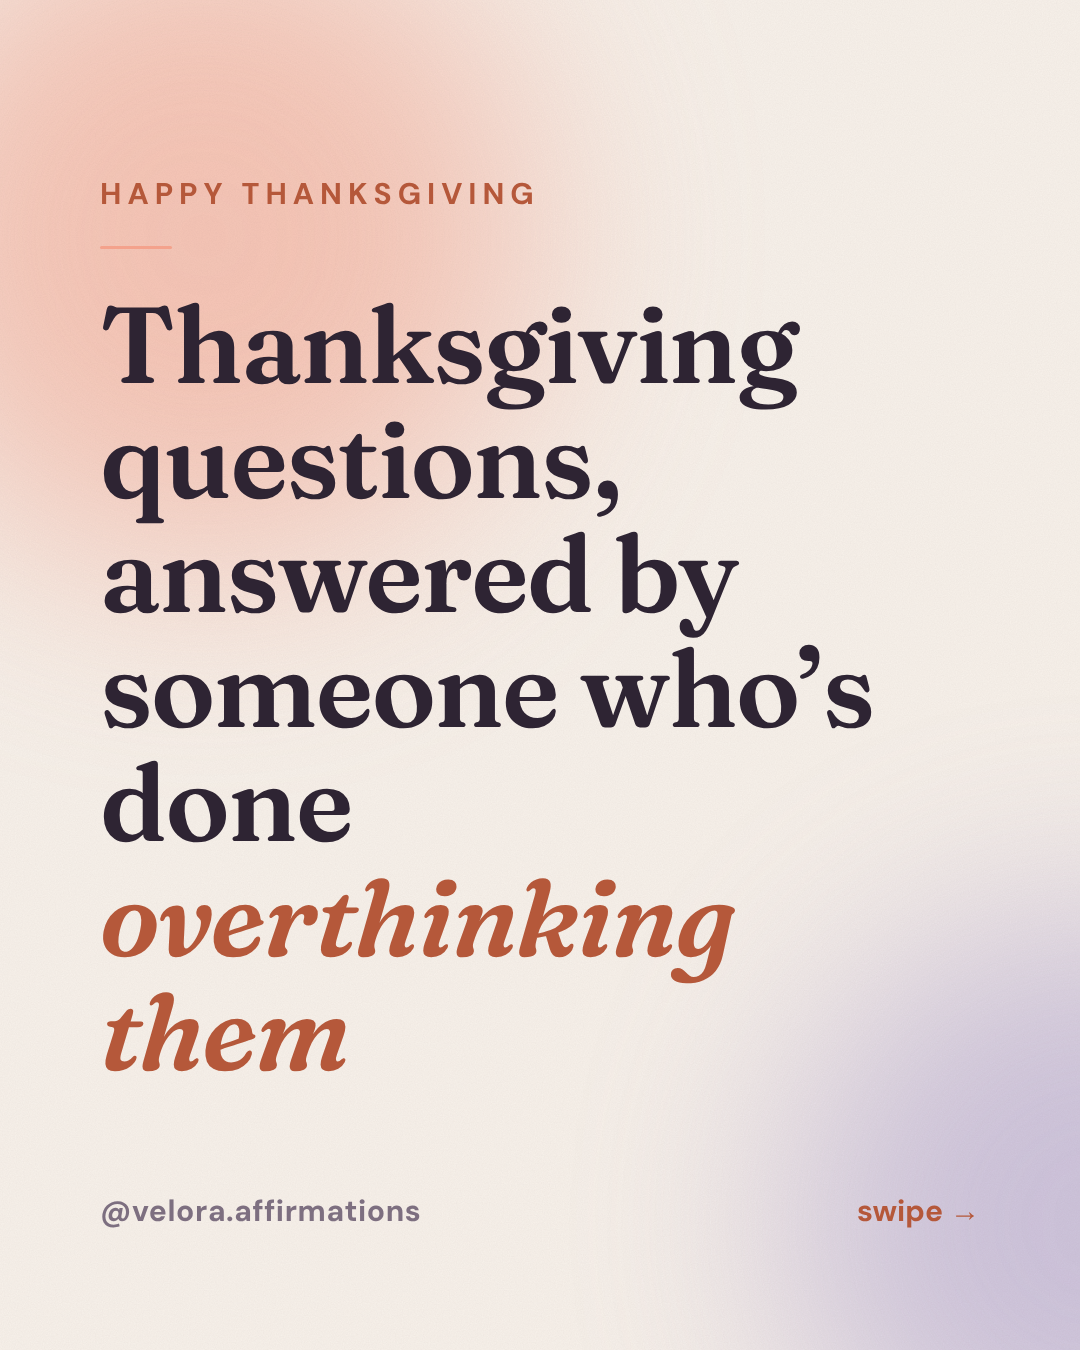 HAPPY THANKSGIVING
Thanksgiving
questions,
answered by
someone who’s
done
overthinking
them
@velora.affirmations
swipe →